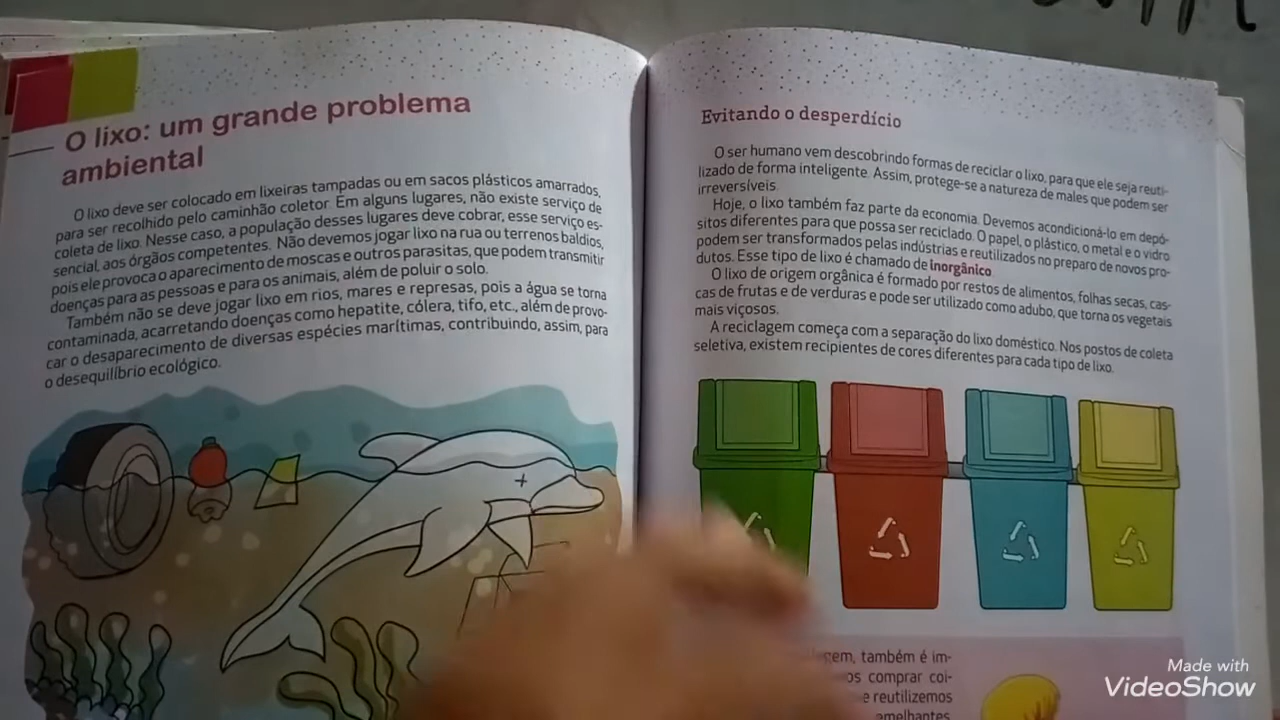 O lixo: um grande problema
ambiental
O lixo deve ser colocado em lixeiras tampadas ou em sacos plásticos amarrados,
para ser recolhido pelo caminhão coletor. Em alguns lugares, não existe serviço de
coleta de lixo. Nesse caso, a população desses lugares deve cobrar, esse serviço es-
sencial, aos órgãos competentes. Não devemos jogar lixo na rua ou terrenos baldios,
pois ele provoca o aparecimento de moscas e outros parasitas, que podem transmitir
doenças para as pessoas e para os animais, além de poluir o solo.
Também não se deve jogar lixo em rios, mares e represas, pois a água se torna
contaminada, acarretando doenças como hepatite, cólera, tifo, etc., além de provo-
car o desaparecimento de diversas espécies marítimas, contribuindo, assim, para
o desequilíbrio ecológico.
Evitando o desperdício
O ser humano vem descobrindo formas de reciclar o lixo, para que ele seja reuti-
lizado de forma inteligente. Assim, protege-se a natureza de males que podem ser
irreversíveis.
Hoje, o lixo também faz parte da economia. Devemos acondicioná-lo em depó-
sitos diferentes para que possa ser reciclado. O papel, o plástico, o metal e o vidro
podem ser transformados pelas indústrias e reutilizados no preparo de novos pro-
dutos. Esse tipo de lixo é chamado de inorgânico.
O lixo de origem orgânica é formado por restos de alimentos, folhas secas, cas-
cas de frutas e de verduras e pode ser utilizado como adubo, que torna os vegetais
mais viçosos.
A reciclagem começa com a separação do lixo doméstico. Nos postos de coleta
seletiva, existem recipientes de cores diferentes para cada tipo de lixo.
também é im-
comprar coi-
e reutilizemos
Made with
VideoShow